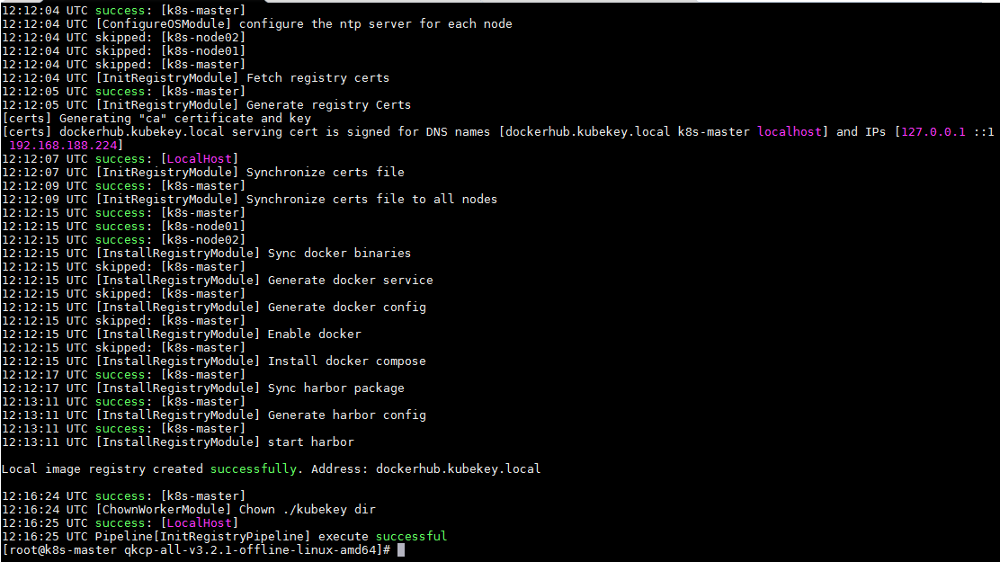 12:12:04 UTC success: [k8s-master]
12:12:04 UTC [ConfigureOSModule] configure the ntp server for each node
12:12:04 UTC skipped: [k8s-node02]
12:12:04 UTC skipped: [k8s-node01]
12:12:04 UTC skipped: [k8s-master]
12:12:04 UTC [InitRegistryModule] Fetch registry certs
12:12:05 UTC success: [k8s-master]
12:12:05 UTC [InitRegistryModule] Generate registry Certs
[certs] Generating "ca" certificate and key
[certs] dockerhub.kubekey.local serving cert is signed for DNS names [dockerhub.kubekey.local k8s-master localhost] and IPs [127.0.0.1 ::1
 192.168.188.224]
12:12:07 UTC success: [LocalHost]
12:12:07 UTC [InitRegistryModule] Synchronize certs file
12:12:09 UTC success: [k8s-master]
12:12:09 UTC [InitRegistryModule] Synchronize certs file to all nodes
12:12:15 UTC success: [k8s-master]
12:12:15 UTC success: [k8s-node01]
12:12:15 UTC success: [k8s-node02]
12:12:15 UTC [InstallRegistryModule] Sync docker binaries
12:12:15 UTC skipped: [k8s-master]
12:12:15 UTC [InstallRegistryModule] Generate docker service
12:12:15 UTC skipped: [k8s-master]
12:12:15 UTC [InstallRegistryModule] Generate docker config
12:12:15 UTC skipped: [k8s-master]
12:12:15 UTC [InstallRegistryModule] Enable docker
12:12:15 UTC skipped: [k8s-master]
12:12:15 UTC [InstallRegistryModule] Install docker compose
12:12:17 UTC success: [k8s-master]
12:12:17 UTC [InstallRegistryModule] Sync harbor package
12:13:11 UTC success: [k8s-master]
12:13:11 UTC [InstallRegistryModule] Generate harbor config
12:13:11 UTC success: [k8s-master]
12:13:11 UTC [InstallRegistryModule] start harbor
Local image registry created successfully. Address: dockerhub.kubekey.local
12:16:24 UTC success: [k8s-master]
12:16:24 UTC [ChownWorkerModule] Chown ./kubekey dir
12:16:25 UTC success: [LocalHost]
12:16:25 UTC Pipeline[InitRegistryPipeline] execute successful
[root@k8s-master qkcp-all-v3.2.1-offline-linux-amd64]#